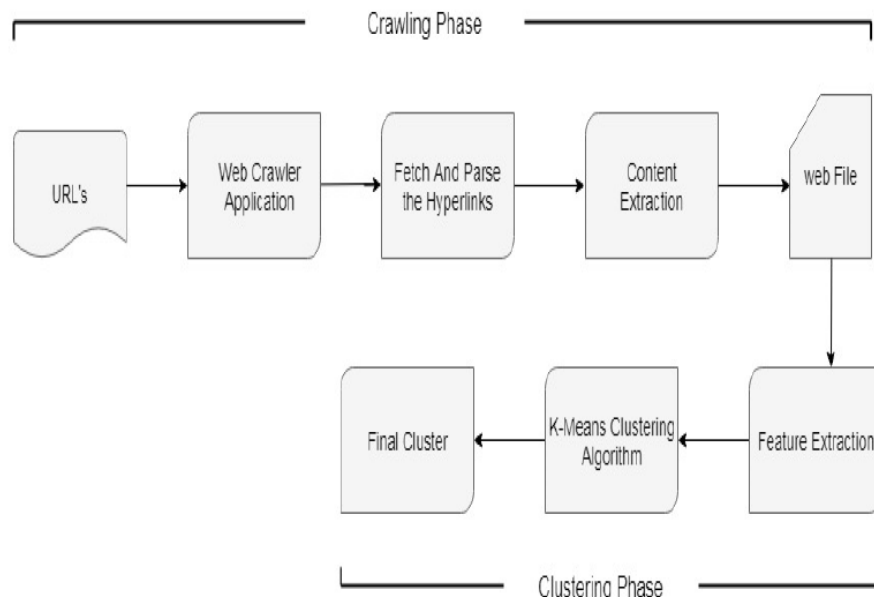 Crawling Phase
URL's
Web Crawler
Application
Fetch And Parse
the Hyperlinks
Content
Extraction
web File
Final Cluster
K-Means Clustering
Algorithm
Feature Extraction
Clustering Phase